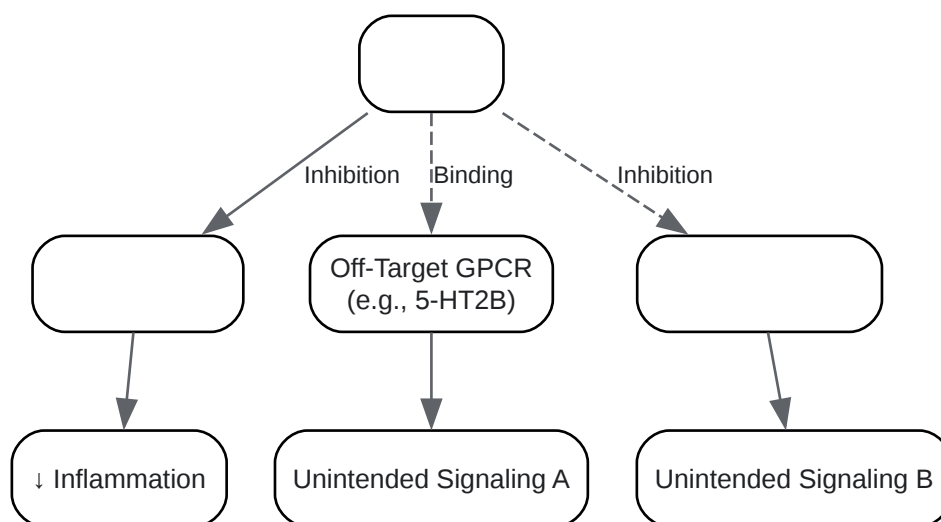 Inhibition
Binding
Inhibition
Off-Target GPCR
(e.g., 5-HT2B)
↓ Inflammation
Unintended Signaling A
Unintended Signaling B